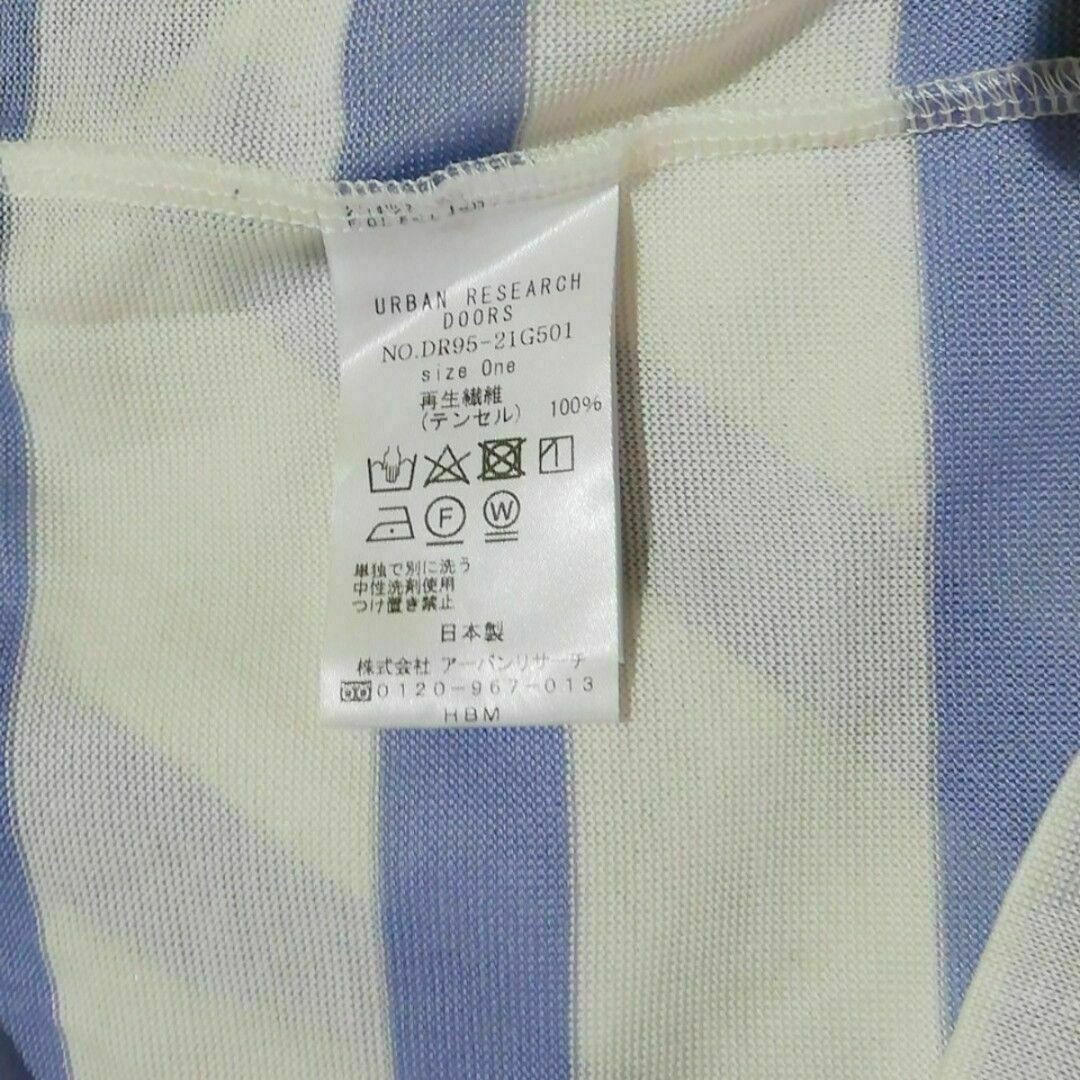 URBAN RESEARCH
DOORS
NO.DR95-21G501
size One
再生繊維
(テンセル) 100%
F W
単独で別に洗う
中性洗剤使用
つけ置き禁止
日本製
株式会社 アーバンリサーチ
0120-967-013
HBM